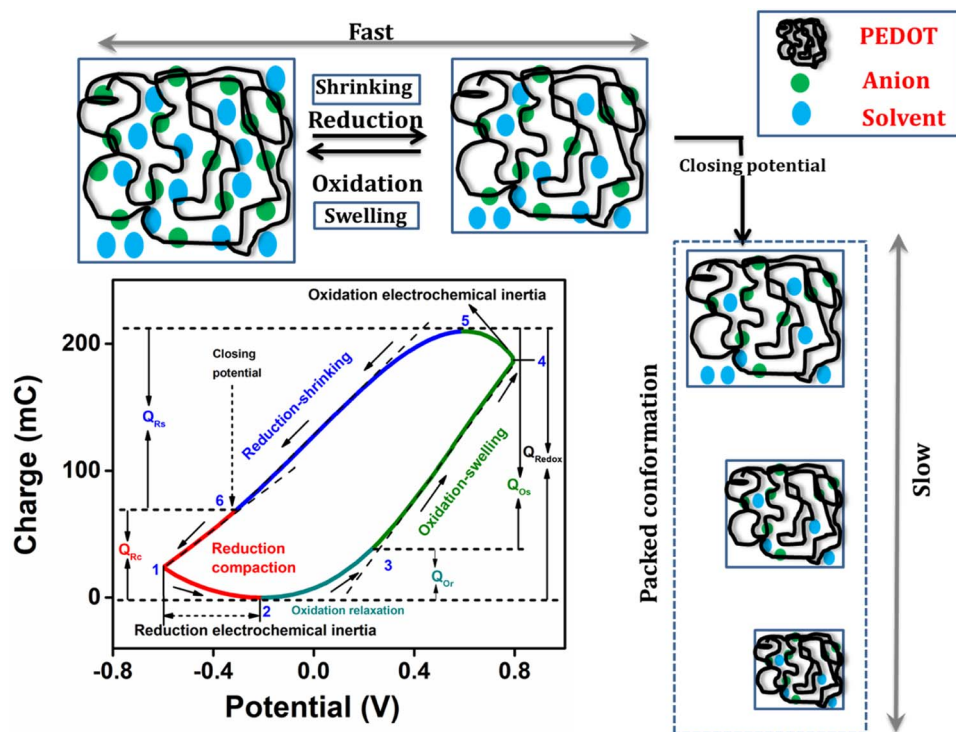 Fast
Shrinking
Reduction
Oxidation
Swelling
PEDOT
Anion
Solvent
Closing potential
Packed conformation
Slow
Oxidation electrochemical inertia
5
4
Closing
potential
Reduction-shrinking
Q_Rs
Q_Redox
Oxidation-swelling
Q_Os
6
Q_Rc
Reduction
compaction
1
3
Q_Or
2
Oxidation relaxation
Reduction electrochemical inertia
200
100
0
Charge (mC)
-0.8 -0.4 0.0 0.4 0.8
Potential (V)